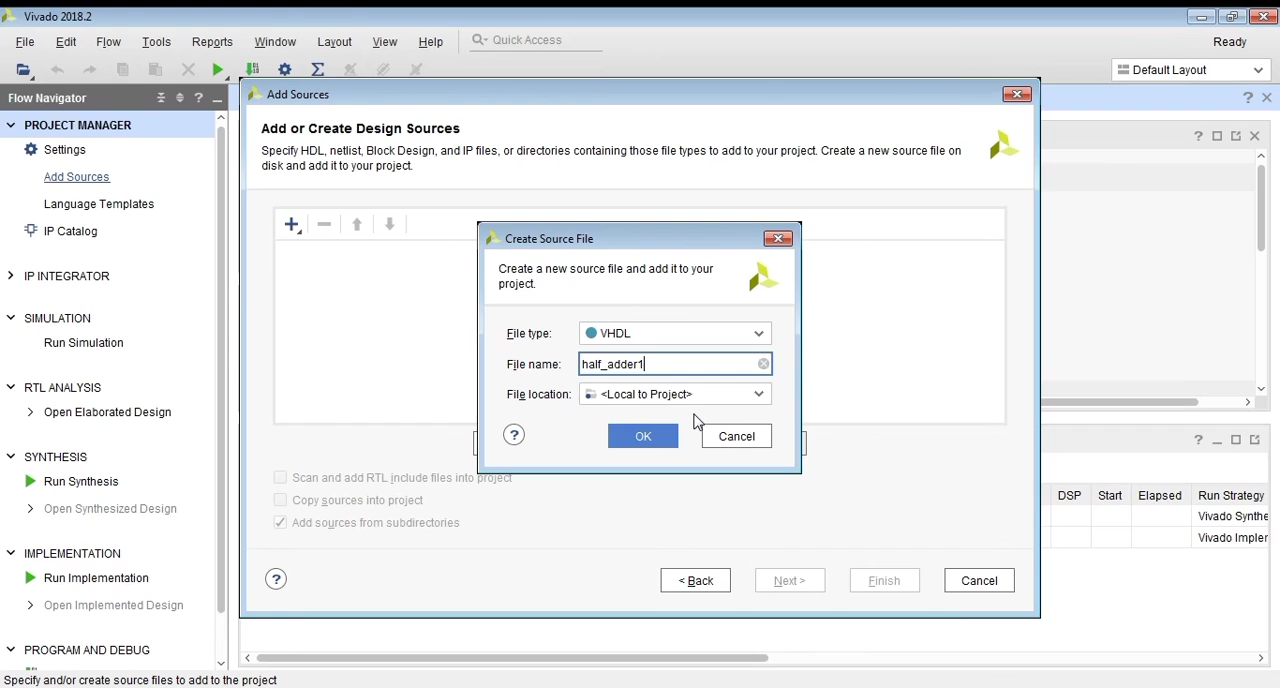 Vivado 2018.2
File Edit Flow Tools Reports Window Layout View Help Quick Access Ready
Default Layout
Flow Navigator ? _
PROJECT MANAGER
Settings
Add Sources
Language Templates
IP Catalog
IP INTEGRATOR
SIMULATION
Run Simulation
RTL ANALYSIS
Open Elaborated Design
SYNTHESIS
Run Synthesis
Open Synthesized Design
IMPLEMENTATION
Run Implementation
Open Implemented Design
PROGRAM AND DEBUG
Add Sources
Add or Create Design Sources
Specify HDL, netlist, Block Design, and IP files, or directories containing those file types to add to your project. Create a new source file on
disk and add it to your project.
Create Source File
Create a new source file and add it to your
project.
File type: VHDL
File name: half_adder1
File location: <Local to Project>
? OK Cancel
Scan and add RTL include files into project
Copy sources into project
Add sources from subdirectories
? < Back Next > Finish Cancel
DSP Start Elapsed Run Strategy
Vivado Synthe
Vivado Implen
Specify and/or create source files to add to the project